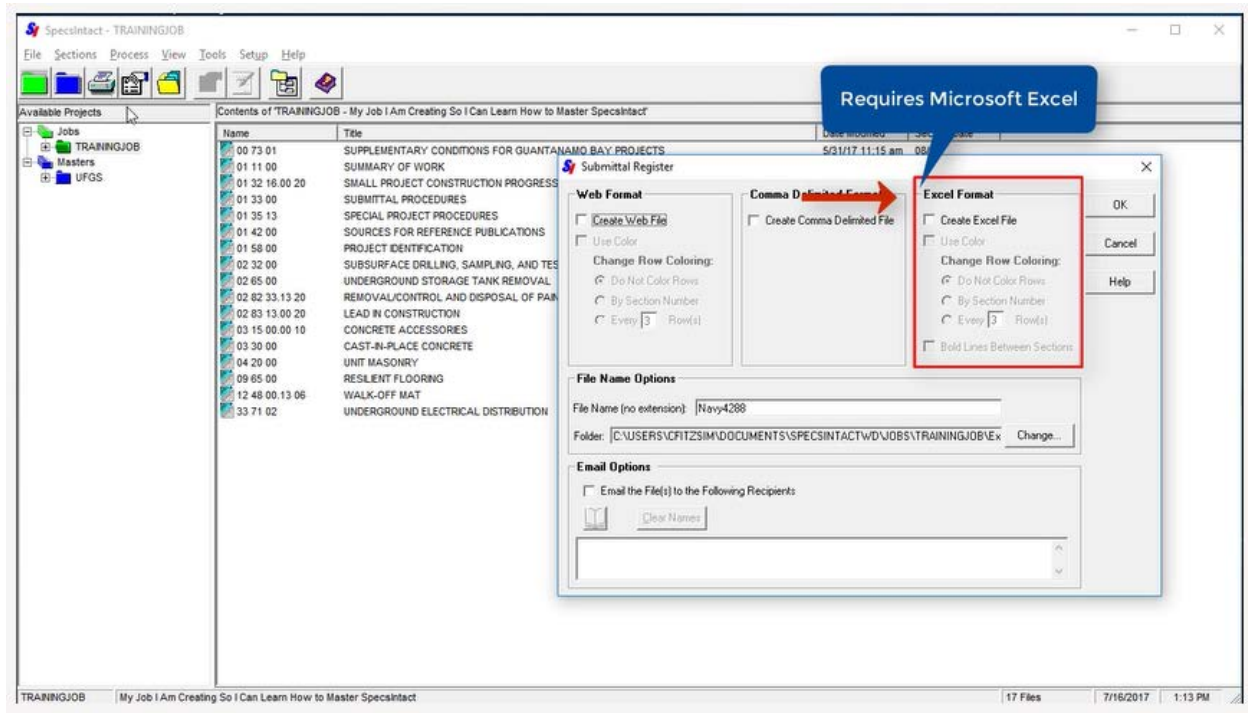 SpecsIntact - TRAININGJOB
File Sections Process View Tools Setup Help
Requires Microsoft Excel
Available Projects
Jobs
TRAININGJOB
Masters
UFGS
Contents of 'TRAININGJOB - My Job I Am Creating So I Can Learn How to Master SpecsIntact'
Name Title Date Modified
00 73 01 SUPPLEMENTARY CONDITIONS FOR GUANTANAMO BAY PROJECTS 5/31/17 11:15 am
01 11 00 SUMMARY OF WORK
01 32 16.00 20 SMALL PROJECT CONSTRUCTION PROGRESS
01 33 00 SUBMITTAL PROCEDURES
01 35 13 SPECIAL PROJECT PROCEDURES
01 42 00 SOURCES FOR REFERENCE PUBLICATIONS
01 58 00 PROJECT IDENTIFICATION
02 32 00 SUBSURFACE DRILLING, SAMPLING, AND
02 65 00 UNDERGROUND STORAGE TANK REMOVAL
02 82 33.13 20 REMOVAL/CONTROL AND DISPOSAL OF
02 83 13.00 20 LEAD IN CONSTRUCTION
03 15 00.00 10 CONCRETE ACCESSORIES
03 30 00 CAST-IN-PLACE CONCRETE
04 20 00 UNIT MASONRY
09 65 00 RESILIENT FLOORING
12 48 00.13 06 WALK-OFF MAT
33 71 02 UNDERGROUND ELECTRICAL DISTRIBUTION
Submittal Register
Web Format
Create Web File
Use Color
Change Row Coloring:
Do Not Color Rows
By Section Number
Every 3 Row(s)
Comma Delimited Format
Create Comma Delimited File
Excel Format
Create Excel File
Use Color
Change Row Coloring:
Do Not Color Rows
By Section Number
Every 3 Row(s)
Bold Lines Between Sections
OK
Cancel
Help
File Name Options
File Name (no extension): Navy4288
Folder: C:\USERS\CFITZSIM\DOCUMENTS\SPECSINTACTWD\JOBS\TRAININGJOB\Ex Change...
Email Options
Email the File(s) to the Following Recipients
Clear Names
TRAININGJOB My Job I Am Creating So I Can Learn How to Master SpecsIntact 17 Files 7/16/2017 1:13 PM